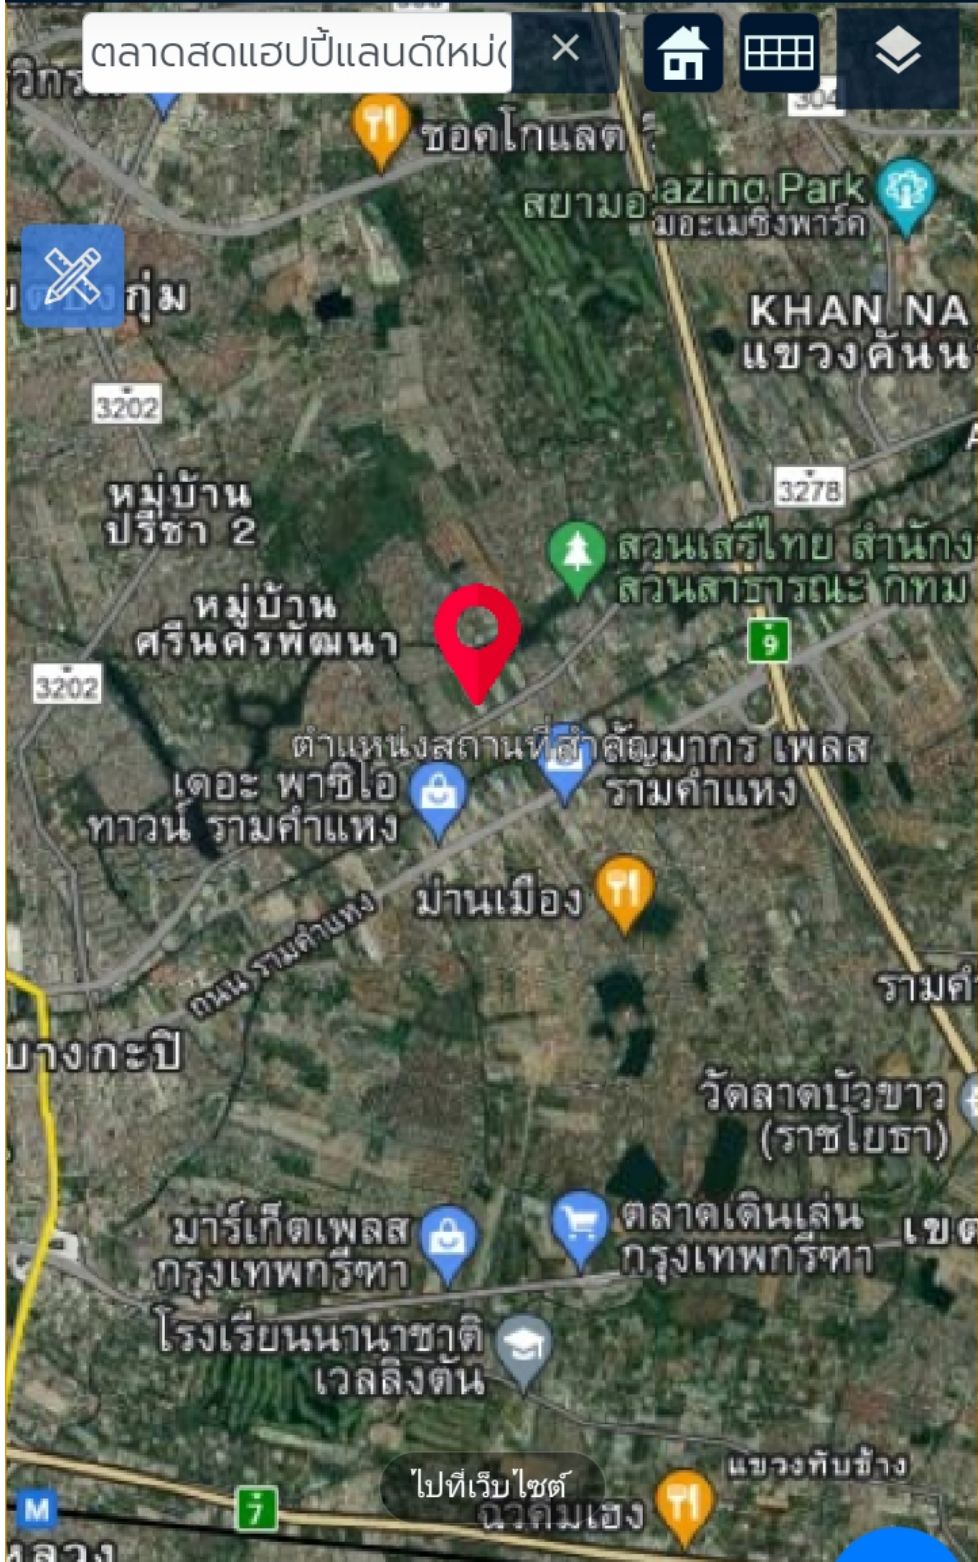 ตลาดสดแฮปปี้แลนด์ใหม่(
304
ชอคโกแลต
สยามอ
azing Park
มอะเมซิ่งพาร์ค
กุ่ม
KHAN NA
แขวงคันน
3202
3278
หมู่บ้าน
ปรีชา 2
สวนเสรีไทย สำนักง
สวนสาธารณะ กทม
หมู่บ้าน
ศรีนครพัฒนา
9
3202
ตำแหน่งสถานที่สำคัญ
สัมมากร เพลส
รามคำแหง
เดอะ พาซิโอ
ทาวน์ รามคำแหง
ม่านเมือง
ถนน รามคำแหง
รามคำ
บางกะปิ
วัดลาดบัวขาว
(ราชโยธา)
มาร์เก็ตเพลส
กรุงเทพกรีฑา
ตลาดเดินเล่น
กรุงเทพกรีฑา
เขต
โรงเรียนนานาชาติ
เวลลิงตัน
แขวงทับช้าง
ไปที่เว็บไซต์
M
7
ฉั่วคิมเฮง